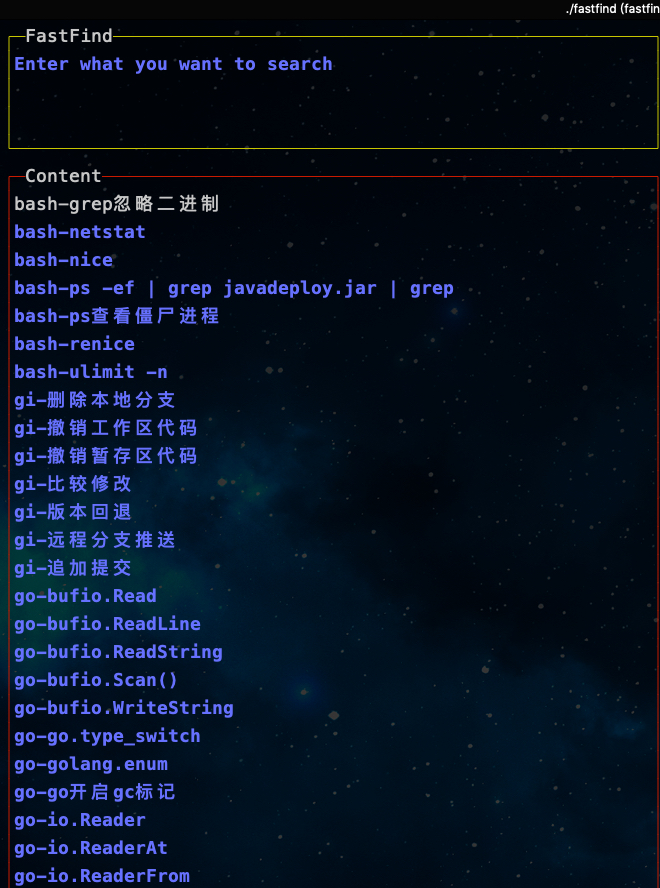 ./fastfind (fastfin
FastFind
Enter what you want to search
Content
bash-grep忽略二进制
bash-netstat
bash-nice
bash-ps -ef | grep javadeploy.jar | grep
bash-ps查看僵尸进程
bash-renice
bash-ulimit -n
gi-删除本地分支
gi-撤销工作区代码
gi-撤销暂存区代码
gi-比较修改
gi-版本回退
gi-远程分支推送
gi-追加提交
go-bufio.Read
go-bufio.ReadLine
go-bufio.ReadString
go-bufio.Scan()
go-bufio.WriteString
go-go.type_switch
go-golang.enum
go-go开启gc标记
go-io.Reader
go-io.ReaderAt
go-io.ReaderFrom